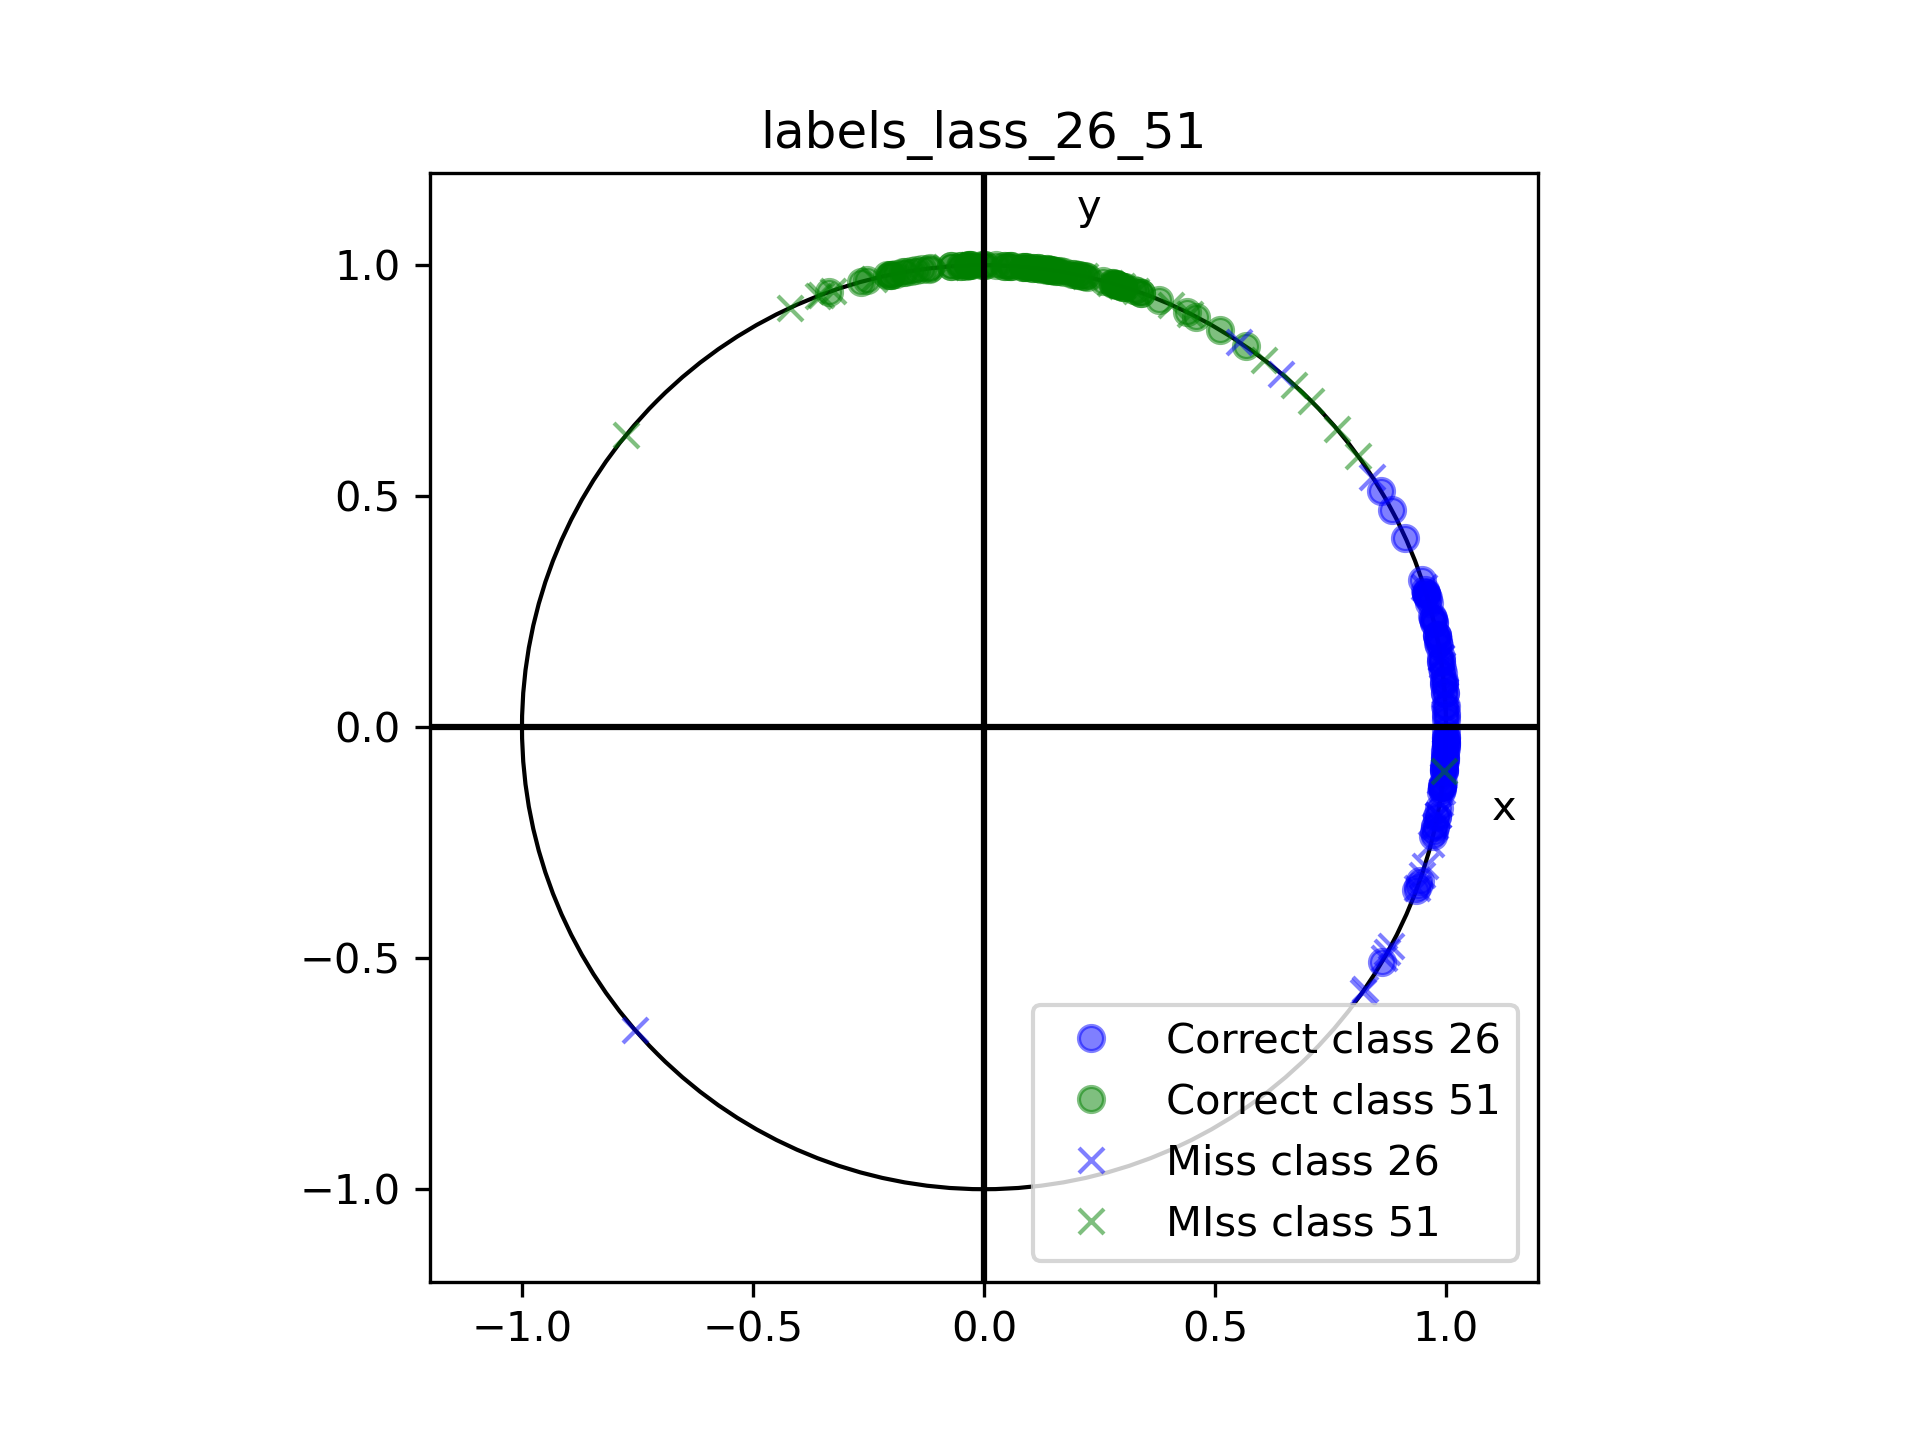 labels_lass_26_51
y
1.0
0.5
0.0
x
−0.5
−1.0
Correct class 26
Correct class 51
Miss class 26
MIss class 51
−1.0 −0.5 0.0 0.5 1.0